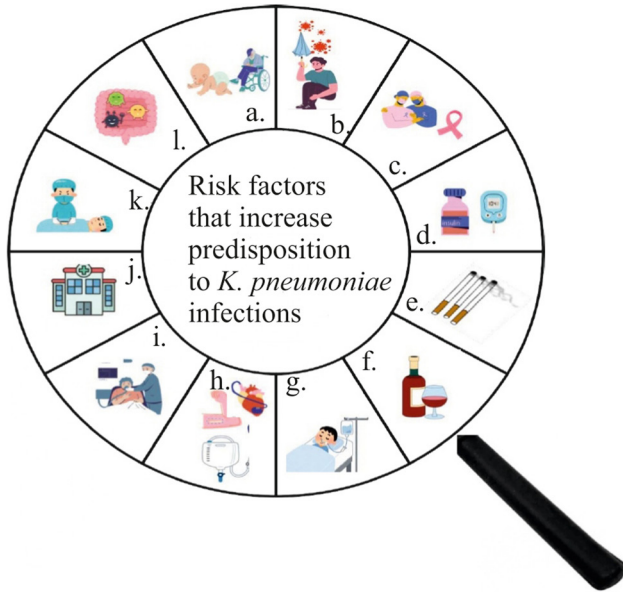 a.
b.
c.
d.
e.
f.
g.
h.
i.
j.
k.
l.
Risk factors
that increase
predisposition
to K. pneumoniae
infections